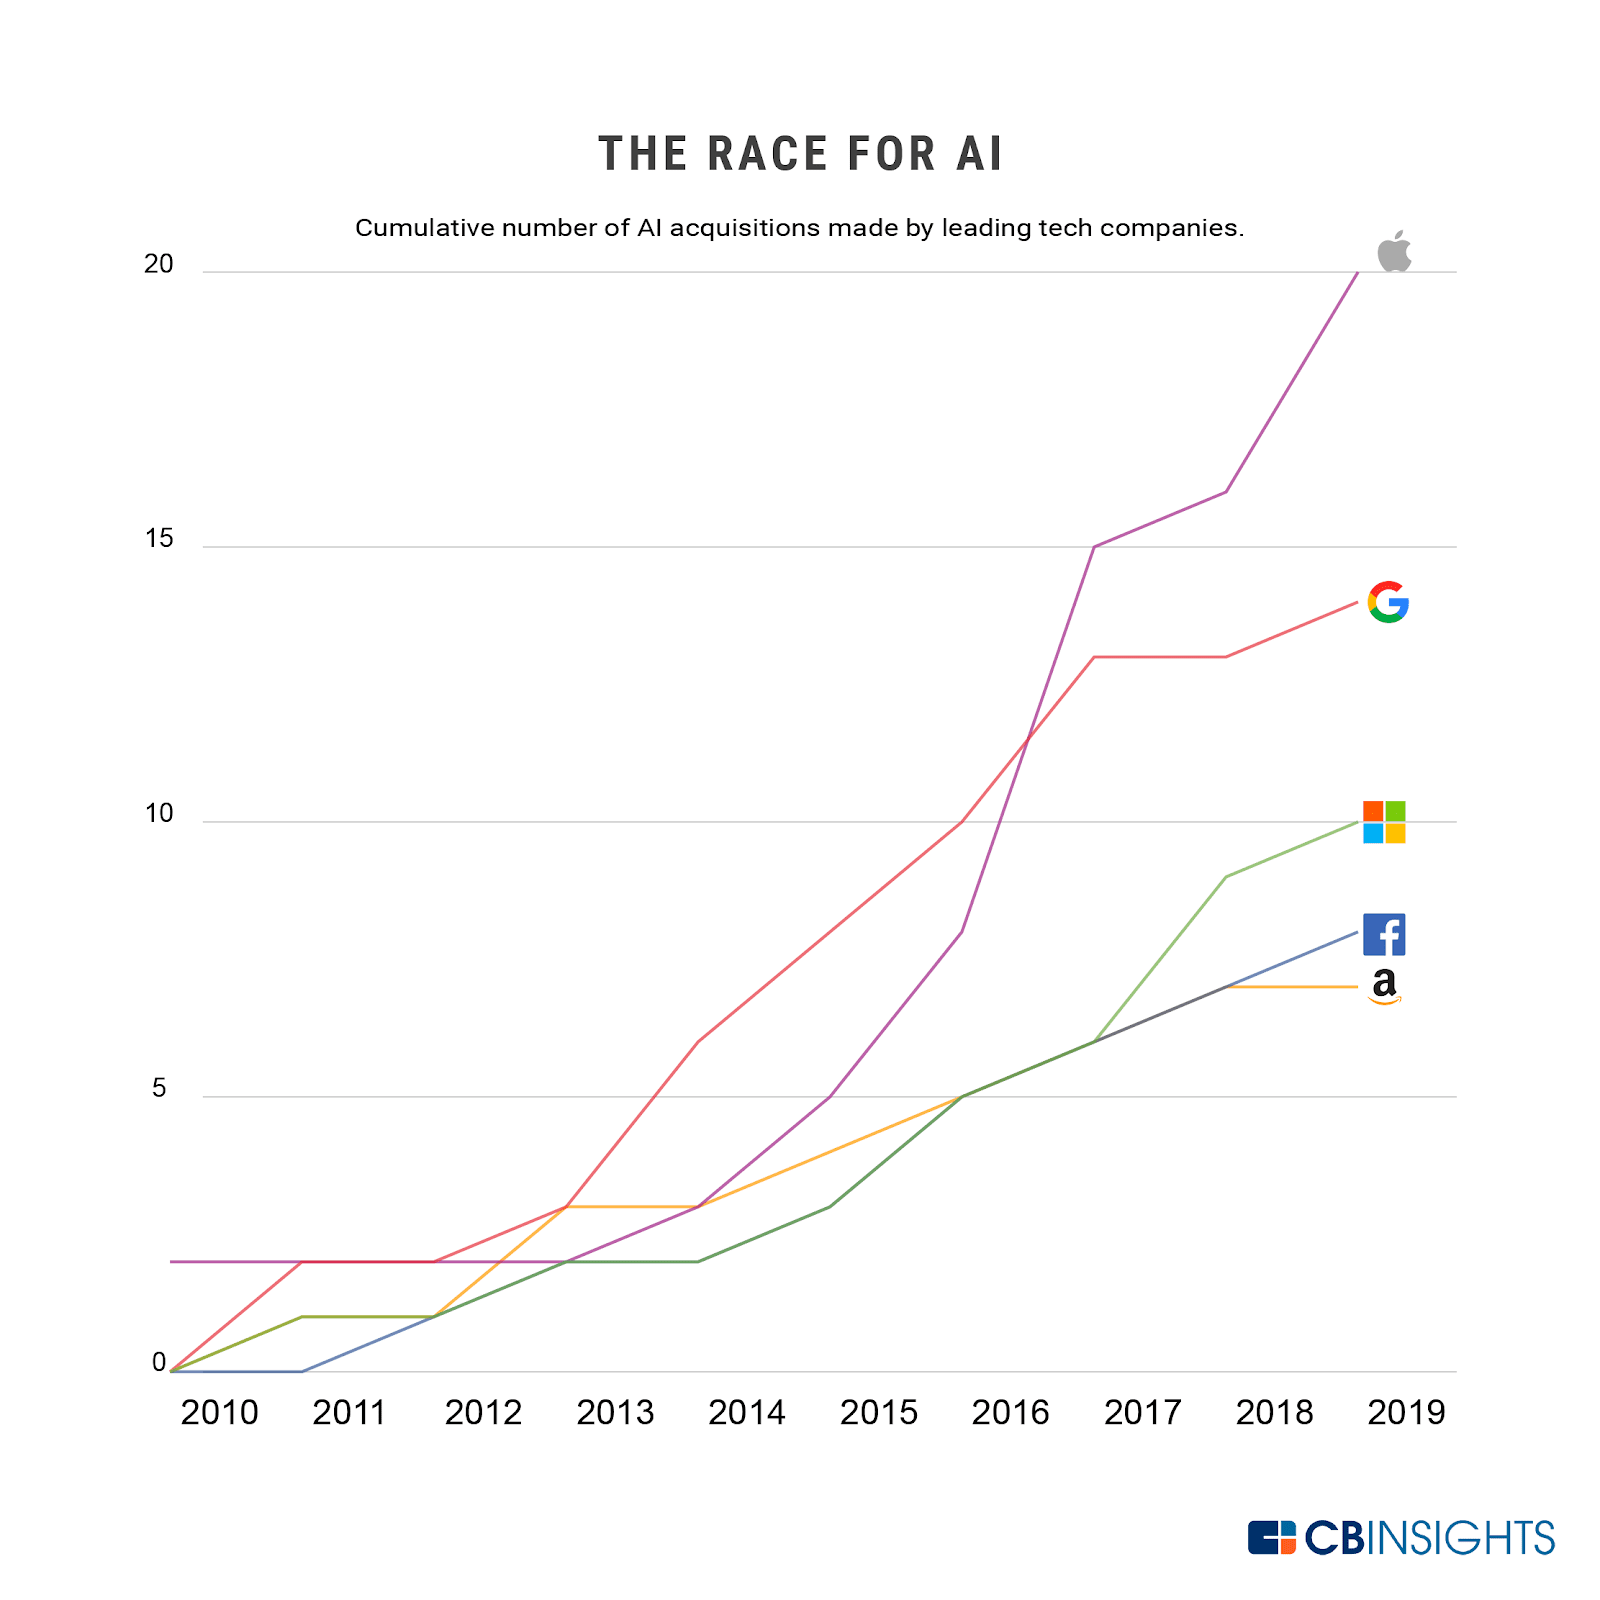 THE RACE FOR AI
Cumulative number of AI acquisitions made by leading tech companies.
20
15
10
5
0
2010 2011 2012 2013 2014 2015 2016 2017 2018 2019
G
f
a
CBINSIGHTS